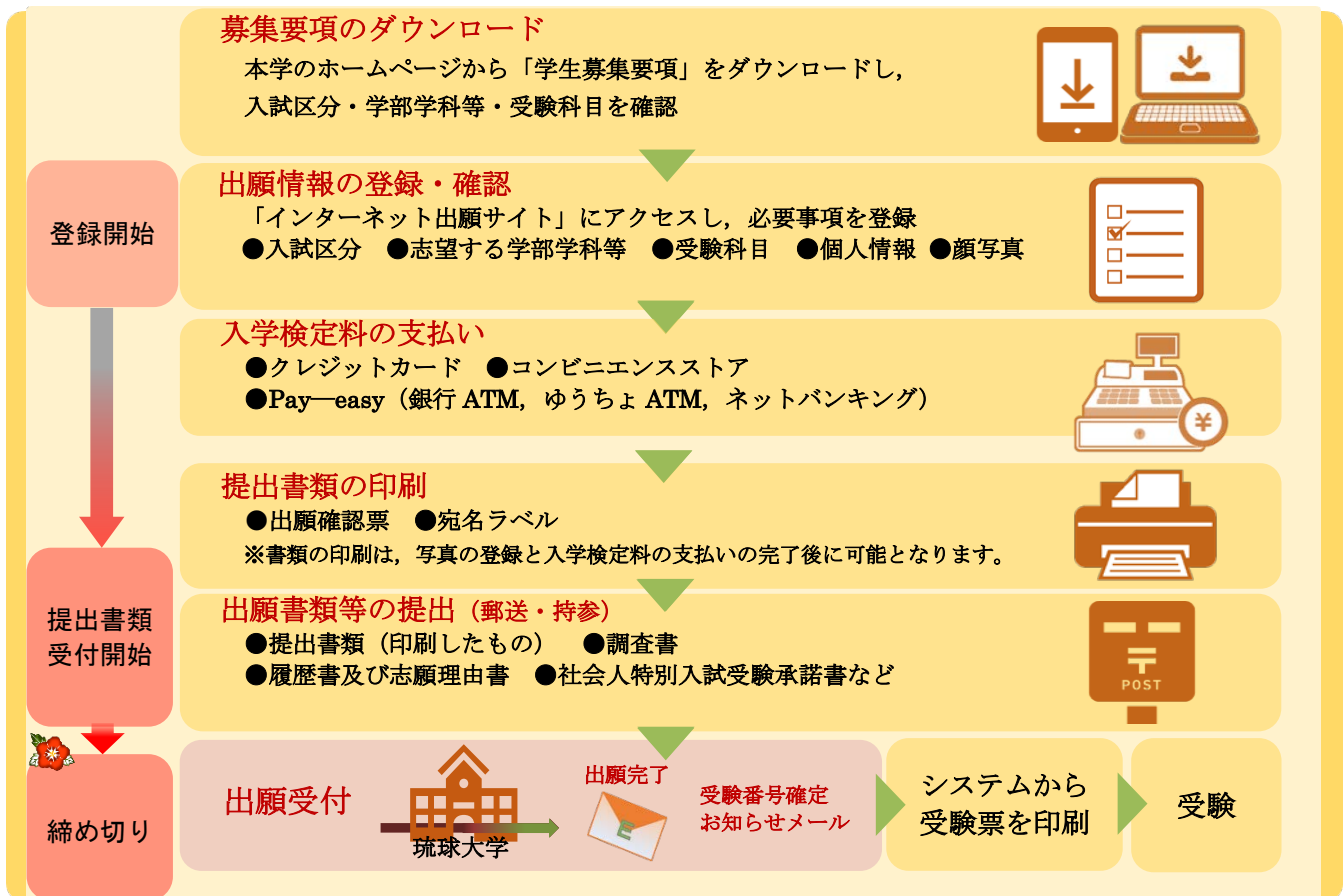 募集要項のダウンロード
本学のホームページから「学生募集要項」をダウンロードし,
入試区分・学部学科等・受験科目を確認
登録開始
出願情報の登録・確認
「インターネット出願サイト」にアクセスし,必要事項を登録
●入試区分 ●志望する学部学科等 ●受験科目 ●個人情報 ●顔写真
入学検定料の支払い
●クレジットカード ●コンビニエンスストア
●Pay―easy(銀行 ATM,ゆうちょ ATM,ネットバンキング)
¥
提出書類の印刷
●出願確認票 ●宛名ラベル
※書類の印刷は,写真の登録と入学検定料の支払いの完了後に可能となります。
提出書類
受付開始
出願書類等の提出(郵送・持参)
●提出書類(印刷したもの) ●調査書
●履歴書及び志願理由書 ●社会人特別入試受験承諾書など
〒
POST
締め切り
出願受付
琉球大学
出願完了
E
受験番号確定
お知らせメール
システムから
受験票を印刷
受験